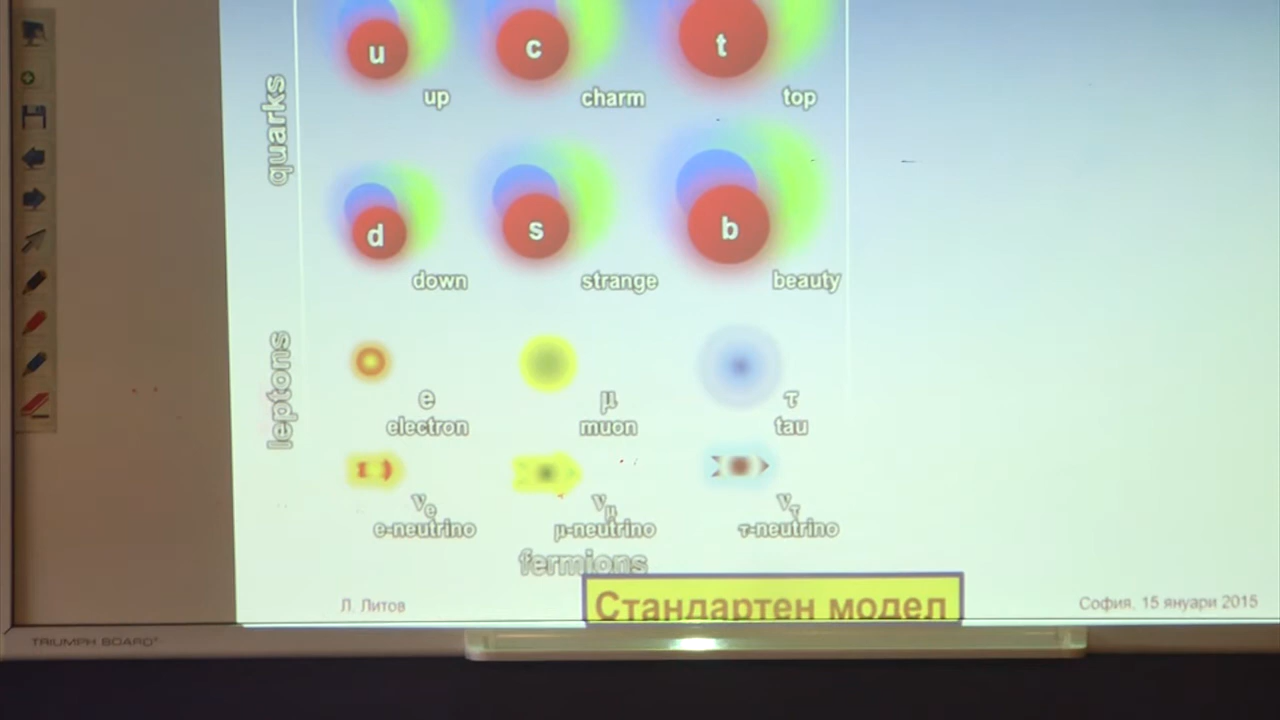 quarks
u c t
up charm top
d s b
down strange beauty
leptons
e μ τ
electron muon tau
νe νμ ντ
e-neutrino μ-neutrino τ-neutrino
fermions
Стандартен модел
Л. Литов
София, 15 януари 2015
TRIUMPH BOARD